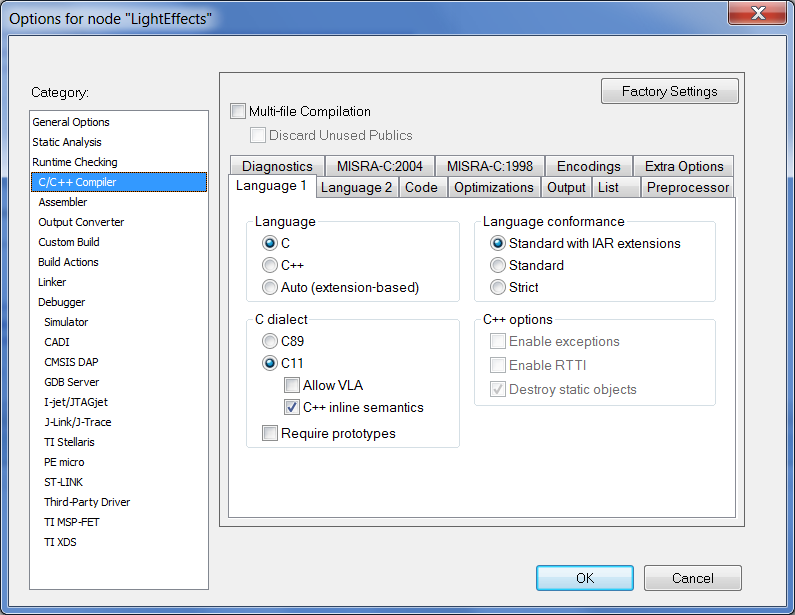 Options for node "LightEffects"
Category:
General Options
Static Analysis
Runtime Checking
C/C++ Compiler
Assembler
Output Converter
Custom Build
Build Actions
Linker
Debugger
Simulator
CADI
CMSIS DAP
GDB Server
I-jet/JTAGjet
J-Link/J-Trace
TI Stellaris
PE micro
ST-LINK
Third-Party Driver
TI MSP-FET
TI XDS
Factory Settings
Multi-file Compilation
Discard Unused Publics
Diagnostics MISRA-C:2004 MISRA-C:1998 Encodings Extra Options
Language 1 Language 2 Code Optimizations Output List Preprocessor
Language
C
C++
Auto (extension-based)
Language conformance
Standard with IAR extensions
Standard
Strict
C dialect
C89
C11
Allow VLA
C++ inline semantics
Require prototypes
C++ options
Enable exceptions
Enable RTTI
Destroy static objects
OK Cancel